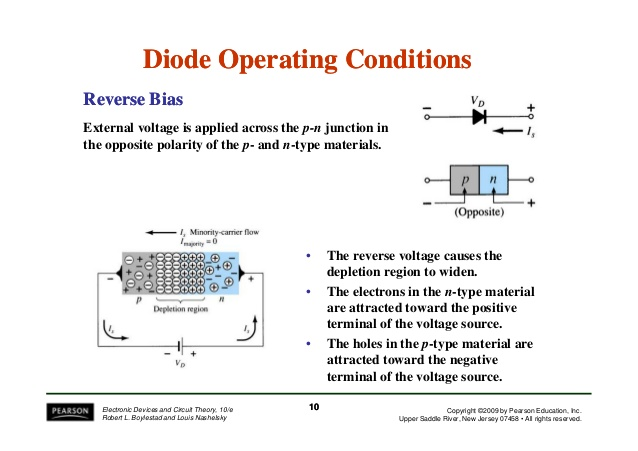 Diode Operating Conditions
Reverse Bias
External voltage is applied across the p-n junction in
the opposite polarity of the p- and n-type materials.
− V_D +
I_s
p n
− +
(Opposite)
I_s Minority-carrier flow
I_majority = 0
− +
p n
Depletion region
I_s I_s
− +
V_D
• The reverse voltage causes the
depletion region to widen.
• The electrons in the n-type material
are attracted toward the positive
terminal of the voltage source.
• The holes in the p-type material are
attracted toward the negative
terminal of the voltage source.
PEARSON
Electronic Devices and Circuit Theory, 10/e
Robert L. Boylestad and Louis Nashelsky
10
Copyright ©2009 by Pearson Education, Inc.
Upper Saddle River, New Jersey 07458 • All rights reserved.